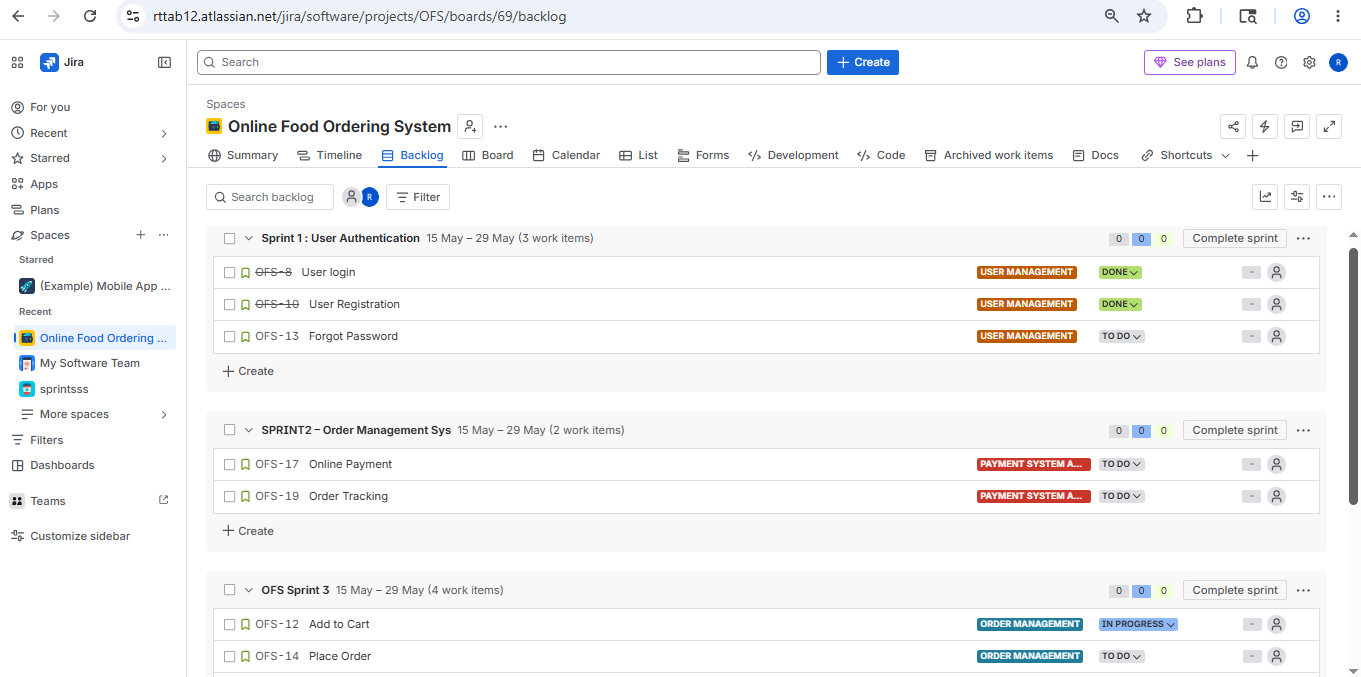 rttab12.atlassian.net/jira/software/projects/OFS/boards/69/backlog
Jira
Search
Create
See plans
R
For you
Recent
Starred
Apps
Plans
Spaces
Starred
(Example) Mobile App ...
Recent
Online Food Ordering ...
My Software Team
sprintsss
More spaces
Filters
Dashboards
Teams
Customize sidebar
Spaces
Online Food Ordering System
Summary Timeline Backlog Board Calendar List Forms Development Code Archived work items Docs Shortcuts
Search backlog R Filter
Sprint 1 : User Authentication 15 May – 29 May (3 work items) 0 0 0 Complete sprint
OFS-8 User login USER MANAGEMENT DONE -
OFS-10 User Registration USER MANAGEMENT DONE -
OFS-13 Forgot Password USER MANAGEMENT TO DO -
Create
SPRINT2 – Order Management Sys 15 May – 29 May (2 work items) 0 0 0 Complete sprint
OFS-17 Online Payment PAYMENT SYSTEM A... TO DO -
OFS-19 Order Tracking PAYMENT SYSTEM A... TO DO -
Create
OFS Sprint 3 15 May – 29 May (4 work items) 0 0 0 Complete sprint
OFS-12 Add to Cart ORDER MANAGEMENT IN PROGRESS -
OFS-14 Place Order ORDER MANAGEMENT TO DO -